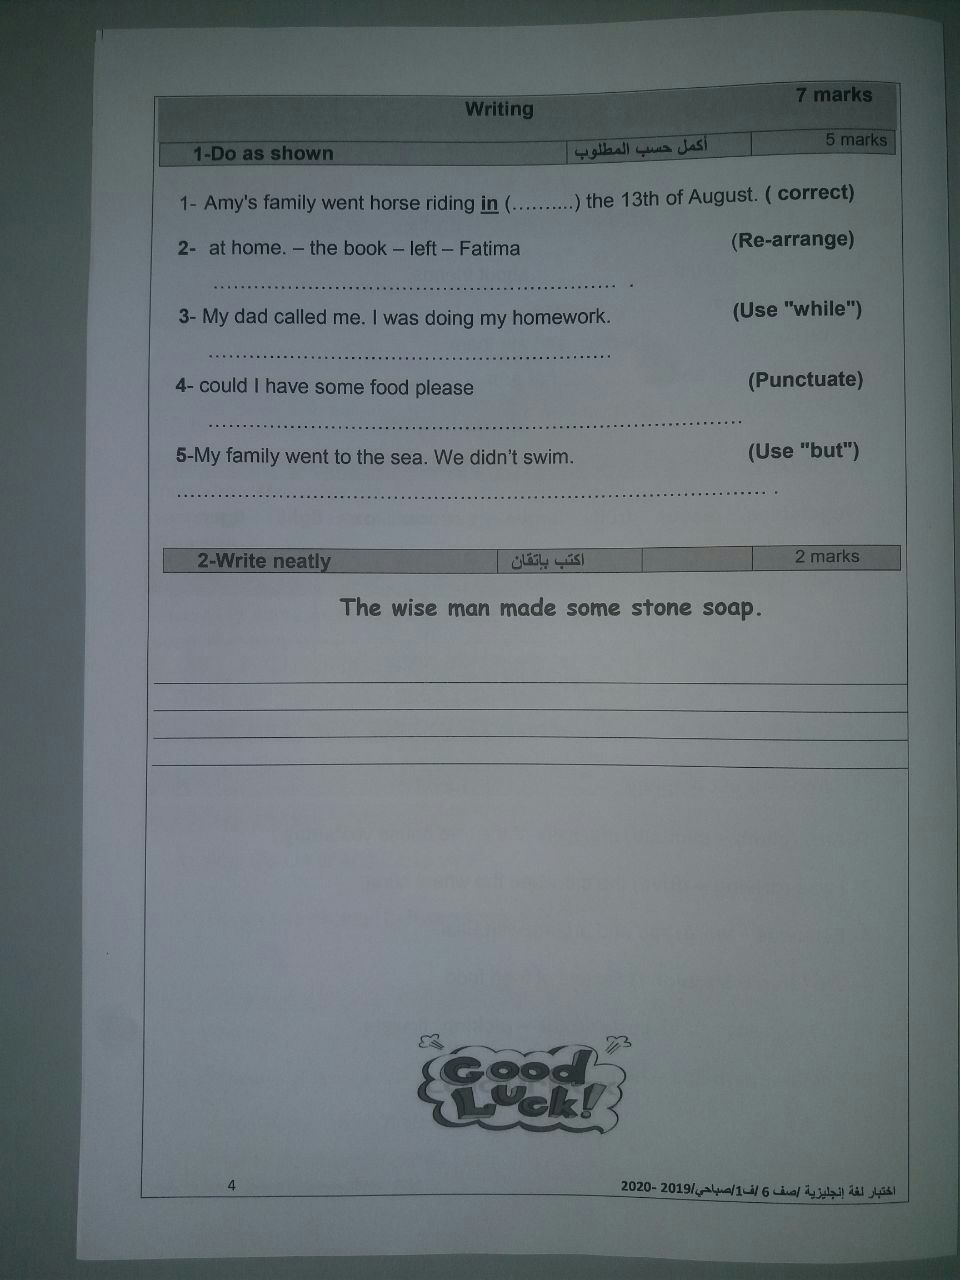 Writing 7 marks
1-Do as shown أكمل حسب المطلوب 5 marks
1- Amy's family went horse riding in (..........) the 13th of August. ( correct)
2- at home. – the book – left – Fatima (Re-arrange)
............................................................ .
3- My dad called me. I was doing my homework. (Use "while")
............................................................
4- could I have some food please (Punctuate)
................................................................................
5-My family went to the sea. We didn't swim. (Use "but")
........................................................................................ .
2-Write neatly اكتب بإتقان 2 marks
The wise man made some stone soap.
Good
Luck!
4 اختبار لغة إنجليزية /صف 6 /ف1/صباحي/2019 -2020